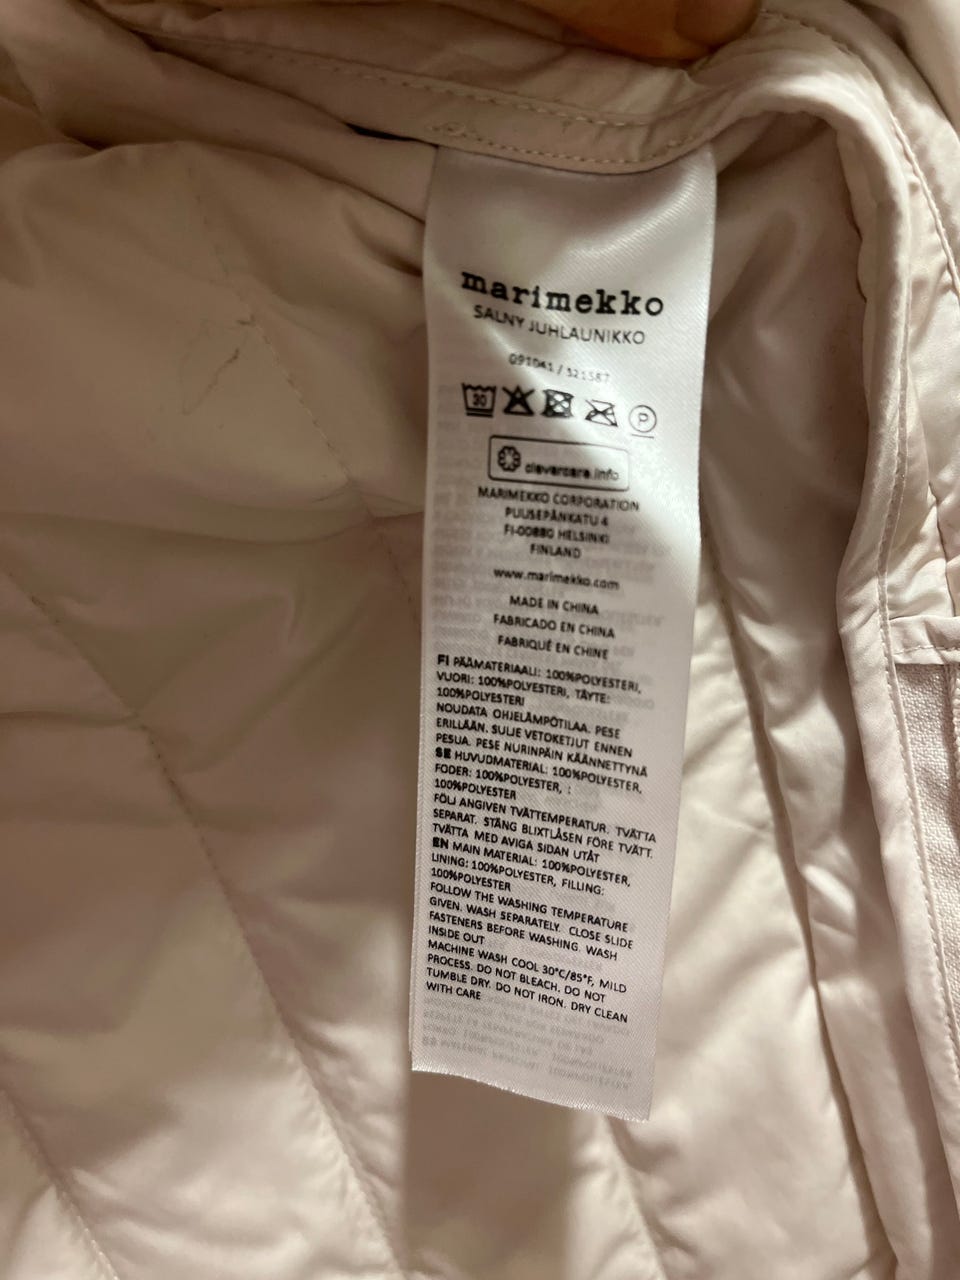 marimekko
SALNY JUHLAUNIKKO
091041 / 321587
30
P
clevercare.info
MARIMEKKO CORPORATION
PUUSEPÄNKATU 4
FI-00880 HELSINKI
FINLAND
www.marimekko.com
MADE IN CHINA
FABRICADO EN CHINA
FABRIQUÉ EN CHINE
FI PÄÄMATERIAALI: 100%POLYESTERI,
VUORI: 100%POLYESTERI, TÄYTE:
100%POLYESTERI
NOUDATA OHJELÄMPÖTILAA. PESE
ERILLÄÄN. SULJE VETOKETJUT ENNEN
PESUA. PESE NURINPÄIN KÄÄNNETTYNÄ
SE HUVUDMATERIAL: 100%POLYESTER,
FODER: 100%POLYESTER, :
100%POLYESTER
FÖLJ ANGIVEN TVÄTTEMPERATUR. TVÄTTA
SEPARAT. STÄNG BLIXTLÅSEN FÖRE TVÄTT.
TVÄTTA MED AVIGA SIDAN UTÅT
EN MAIN MATERIAL: 100%POLYESTER,
LINING: 100%POLYESTER, FILLING:
100%POLYESTER
FOLLOW THE WASHING TEMPERATURE
GIVEN. WASH SEPARATELY. CLOSE SLIDE
FASTENERS BEFORE WASHING. WASH
INSIDE OUT
MACHINE WASH COOL 30°C/85°F, MILD
PROCESS. DO NOT BLEACH. DO NOT
TUMBLE DRY. DO NOT IRON. DRY CLEAN
WITH CARE